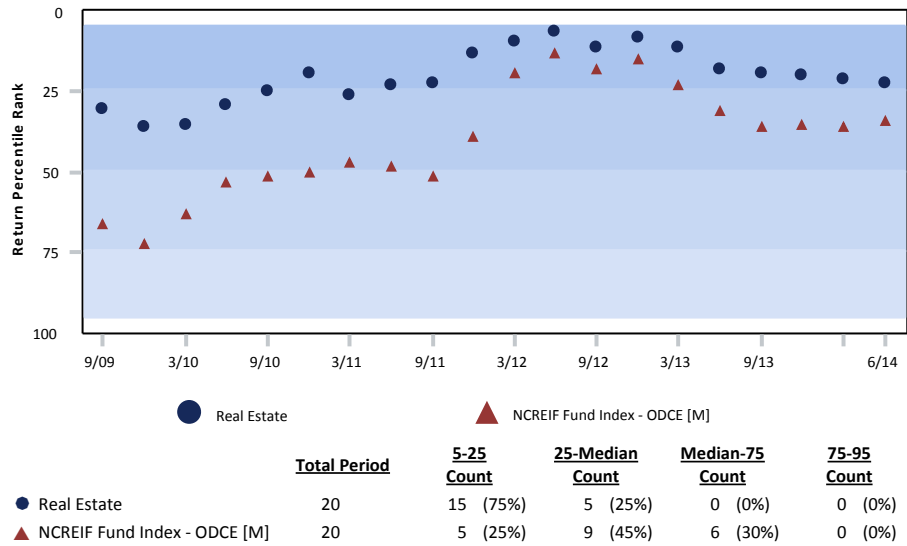 0
25
50
75
100
Return Percentile Rank
9/09 3/10 9/10 3/11 9/11 3/12 9/12 3/13 9/13 6/14
Real Estate NCREIF Fund Index - ODCE [M]
Total Period 5-25 Count 25-Median Count Median-75 Count 75-95 Count
Real Estate 20 15 (75%) 5 (25%) 0 (0%) 0 (0%)
NCREIF Fund Index - ODCE [M] 20 5 (25%) 9 (45%) 6 (30%) 0 (0%)